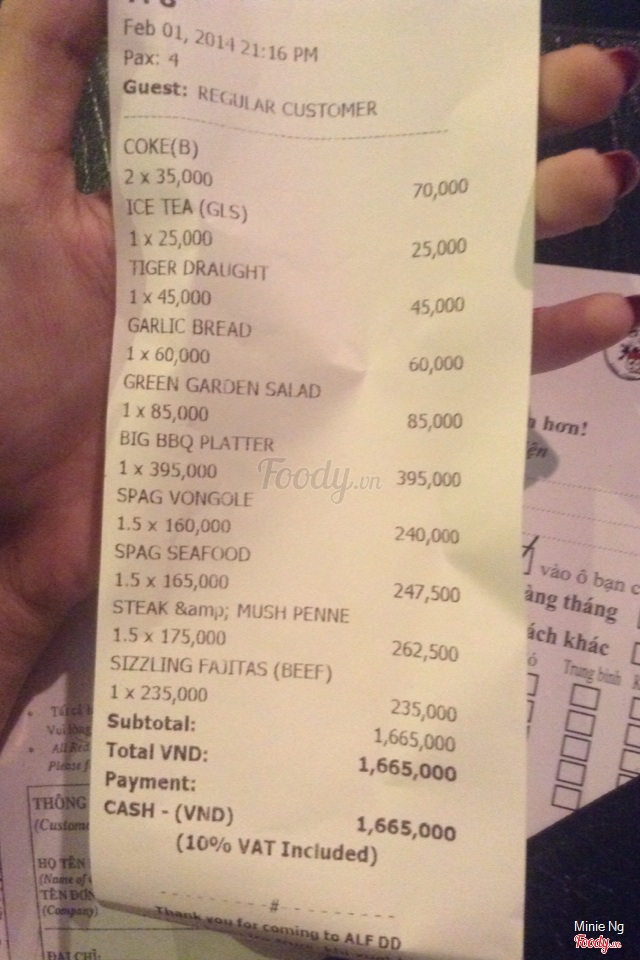 Feb 01, 2014 21:16 PM
Pax: 4
Guest: REGULAR CUSTOMER
COKE(B)
2 x 35,000 70,000
ICE TEA (GLS)
1 x 25,000 25,000
TIGER DRAUGHT
1 x 45,000 45,000
GARLIC BREAD
1 x 60,000 60,000
GREEN GARDEN SALAD
1 x 85,000 85,000
BIG BBQ PLATTER
1 x 395,000 395,000
SPAG VONGOLE
1.5 x 160,000 240,000
SPAG SEAFOOD
1.5 x 165,000 247,500
STEAK &amp; MUSH PENNE
1.5 x 175,000 262,500
SIZZLING FAJITAS (BEEF)
1 x 235,000 235,000
Subtotal: 1,665,000
Total VND: 1,665,000
Payment:
CASH - (VND) 1,665,000
(10% VAT Included)
#
Thank you for coming to ALF DD
Foody.vn
hơn!
vào ô bạn
tháng
khác
Trung bình
Tất cả
All
Please
THÔNG
HỌ TÊN
(Name of
TÊN
(Company)
ĐỊA CHỈ:
Minie Ng
Foody.vn